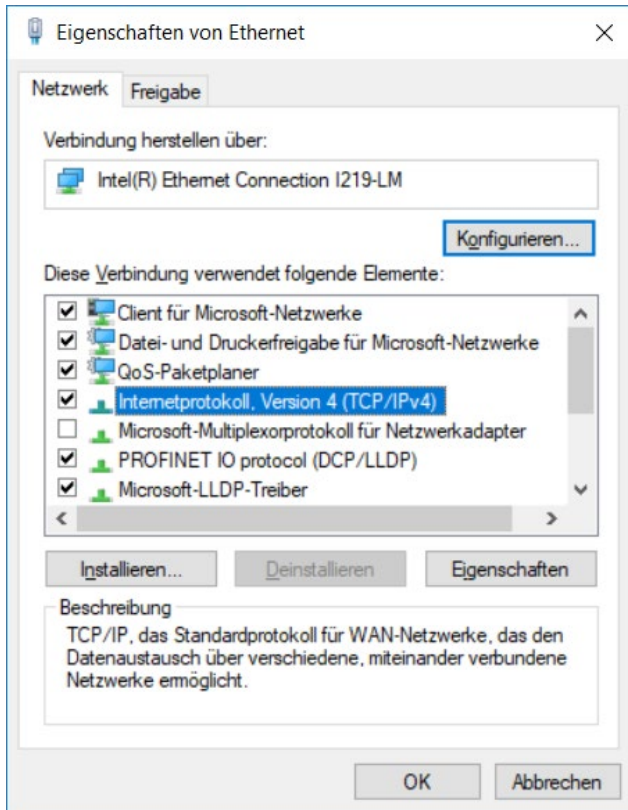 Eigenschaften von Ethernet
Netzwerk
Freigabe
Verbindung herstellen über:
Intel(R) Ethernet Connection I219-LM
Konfigurieren...
Diese Verbindung verwendet folgende Elemente:
Client für Microsoft-Netzwerke
Datei- und Druckerfreigabe für Microsoft-Netzwerke
QoS-Paketplaner
Internetprotokoll, Version 4 (TCP/IPv4)
Microsoft-Multiplexorprotokoll für Netzwerkadapter
PROFINET IO protocol (DCP/LLDP)
Microsoft-LLDP-Treiber
Installieren...
Deinstallieren
Eigenschaften
Beschreibung
TCP/IP, das Standardprotokoll für WAN-Netzwerke, das den
Datenaustausch über verschiedene, miteinander verbundene
Netzwerke ermöglicht.
OK
Abbrechen